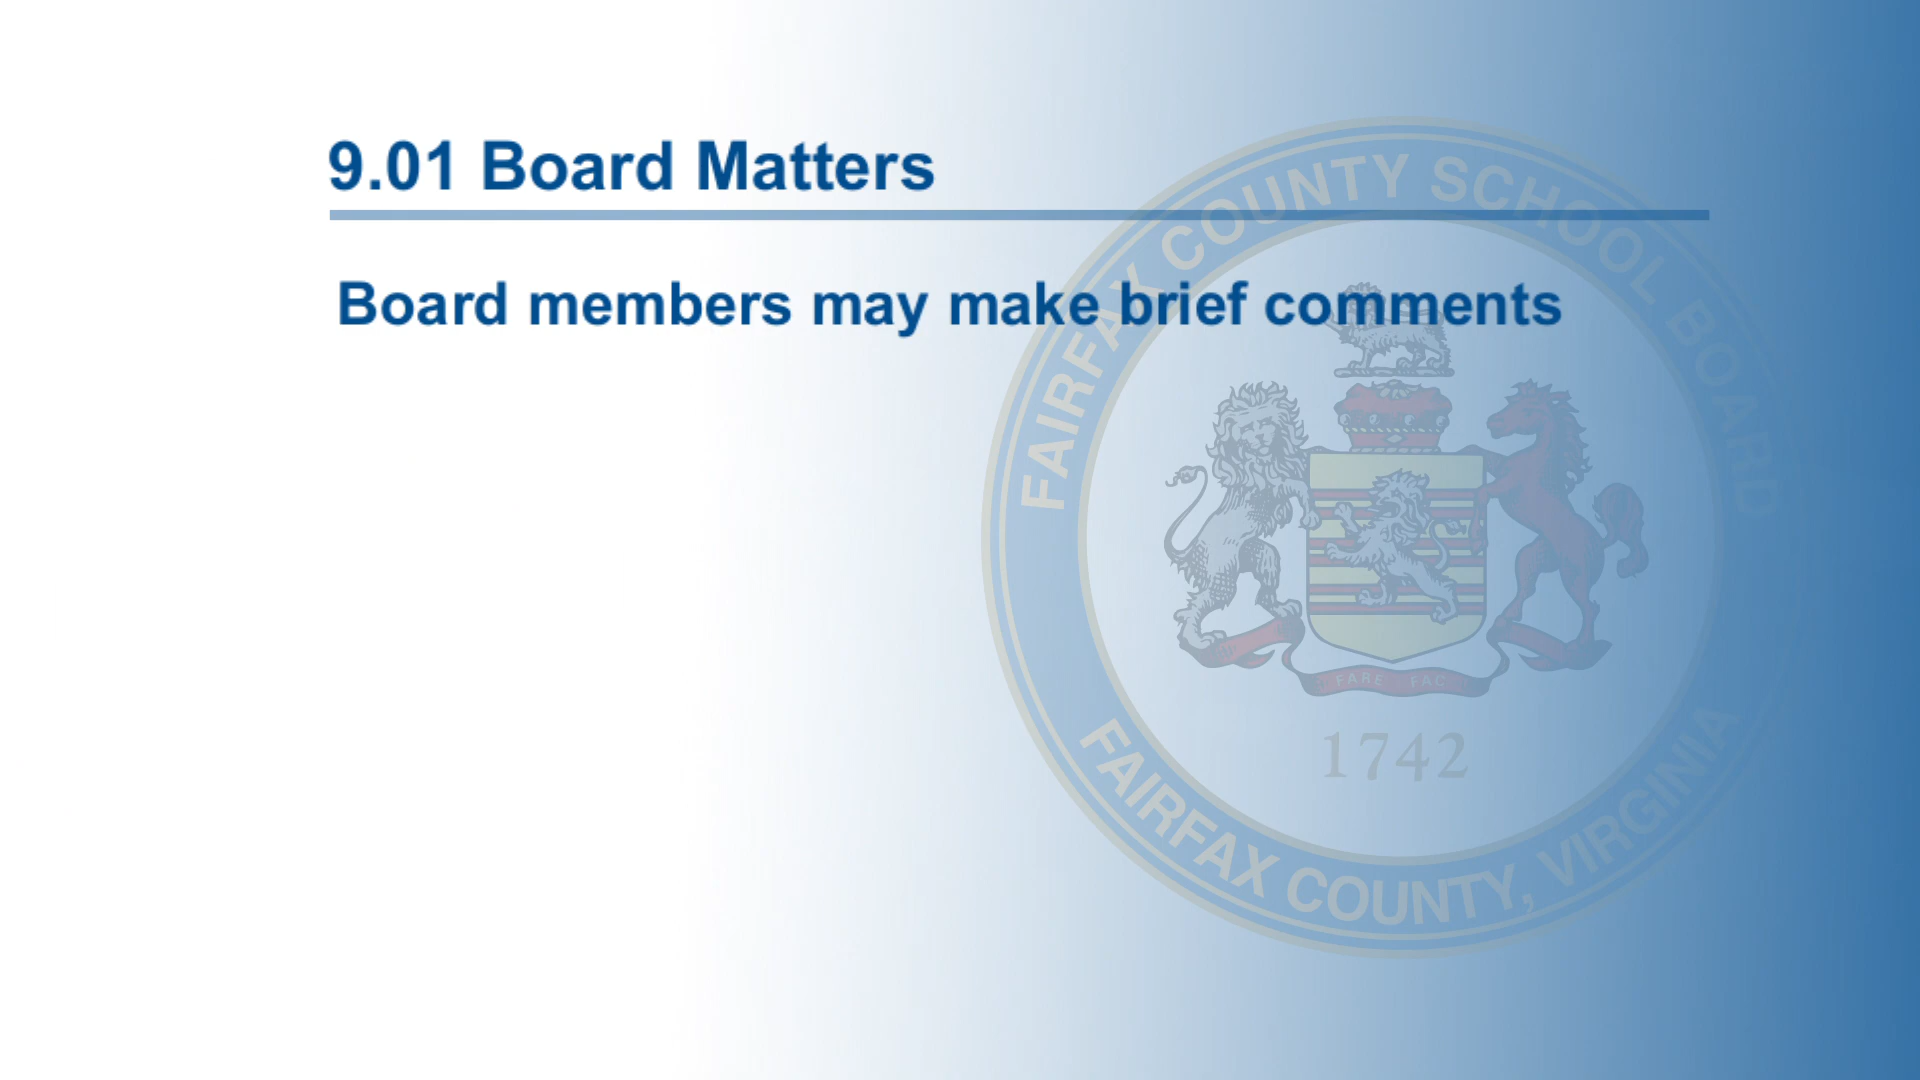 9.01 Board Matters
Board members may make brief comments
FAIRFAX COUNTY SCHOOL BOARD
FARE FAC
1742
FAIRFAX COUNTY, VIRGINIA